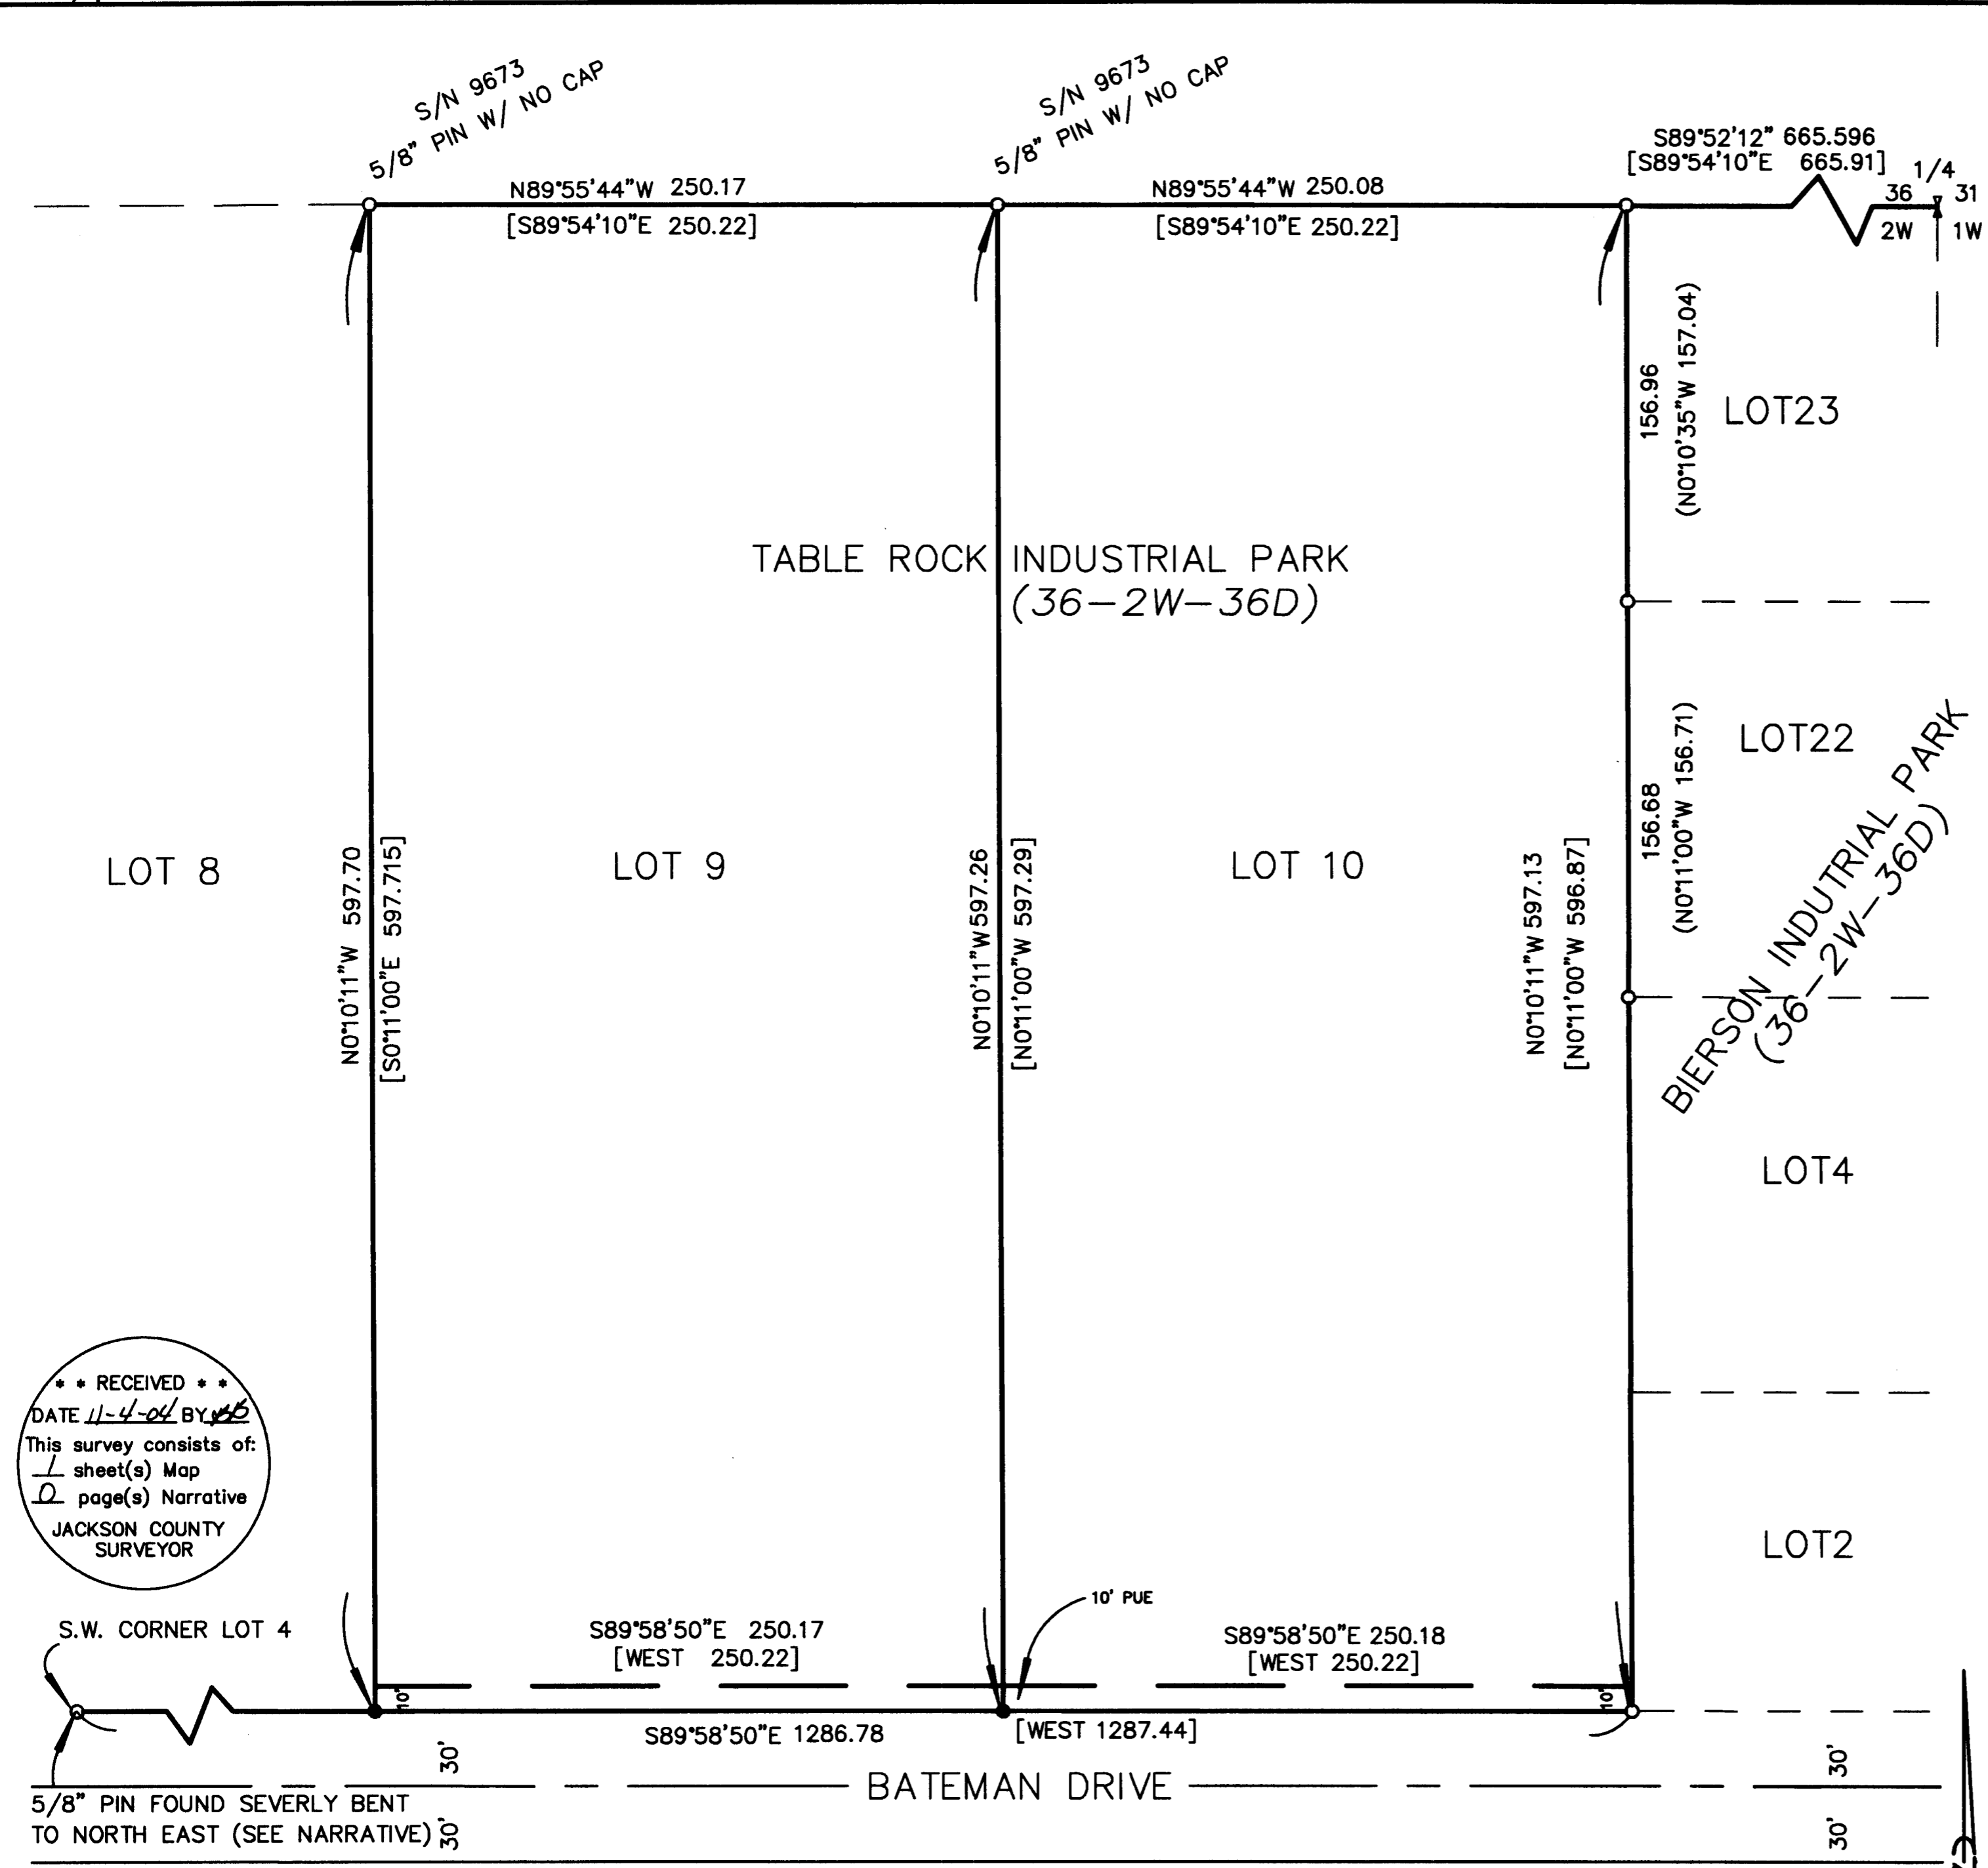 S/N 9673
5/8" PIN W/ NO CAP
S/N 9673
5/8" PIN W/ NO CAP
S89°52'12" 665.596
[S89°54'10"E 665.91]
1/4
36
31
2W
1W
N89°55'44"W 250.17
[S89°54'10"E 250.22]
N89°55'44"W 250.08
[S89°54'10"E 250.22]
156.96
(N0°10'35"W 157.04)
LOT23
TABLE ROCK INDUSTRIAL PARK
(36-2W-36D)
156.68
(N0°11'00"W 156.71)
LOT22
BIERSON INDUTRIAL PARK
(36-2W-36D)
LOT 8
N0°10'11"W 597.70
[S0°11'00"E 597.715]
LOT 9
N0°10'11"W 597.26
[N0°11'00"W 597.29]
LOT 10
N0°10'11"W 597.13
[N0°11'00"W 596.87]
LOT4
LOT2
* * RECEIVED * *
DATE 11-4-04 BY
This survey consists of:
1 sheet(s) Map
0 page(s) Narrative
JACKSON COUNTY
SURVEYOR
S.W. CORNER LOT 4
10' PUE
S89°58'50"E 250.17
[WEST 250.22]
S89°58'50"E 250.18
[WEST 250.22]
10'
10'
S89°58'50"E 1286.78
[WEST 1287.44]
30'
30'
BATEMAN DRIVE
5/8" PIN FOUND SEVERLY BENT
TO NORTH EAST (SEE NARRATIVE)
30'
30'